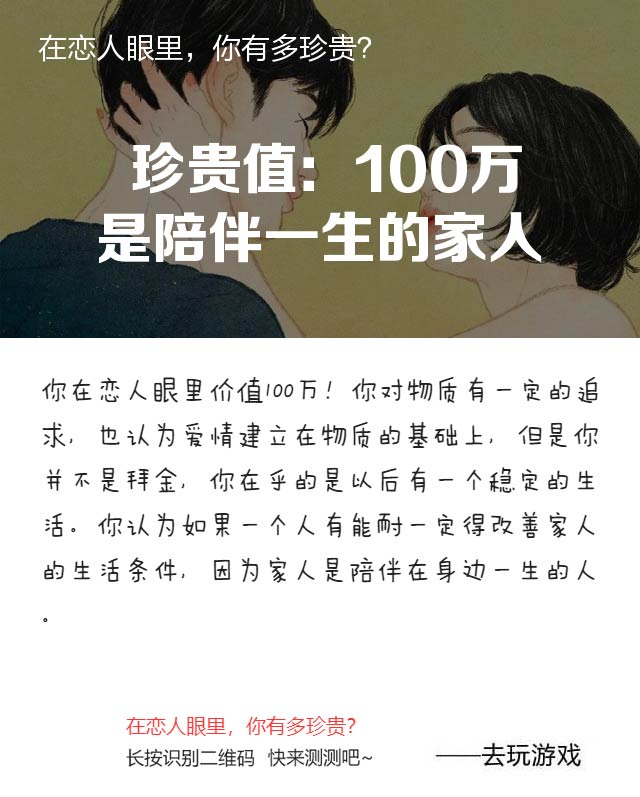 在恋人眼里，你有多珍贵？
珍贵值：100万
是陪伴一生的家人
你在恋人眼里价值100万！你对物质有一定的追
求，也认为爱情建立在物质的基础上，但是你
并不是拜金，你在乎的是以后有一个稳定的生
活。你认为如果一个人有能耐一定得改善家人
的生活条件，因为家人是陪伴在身边一生的人
。
在恋人眼里，你有多珍贵？
长按识别二维码 快来测测吧~
——去玩游戏